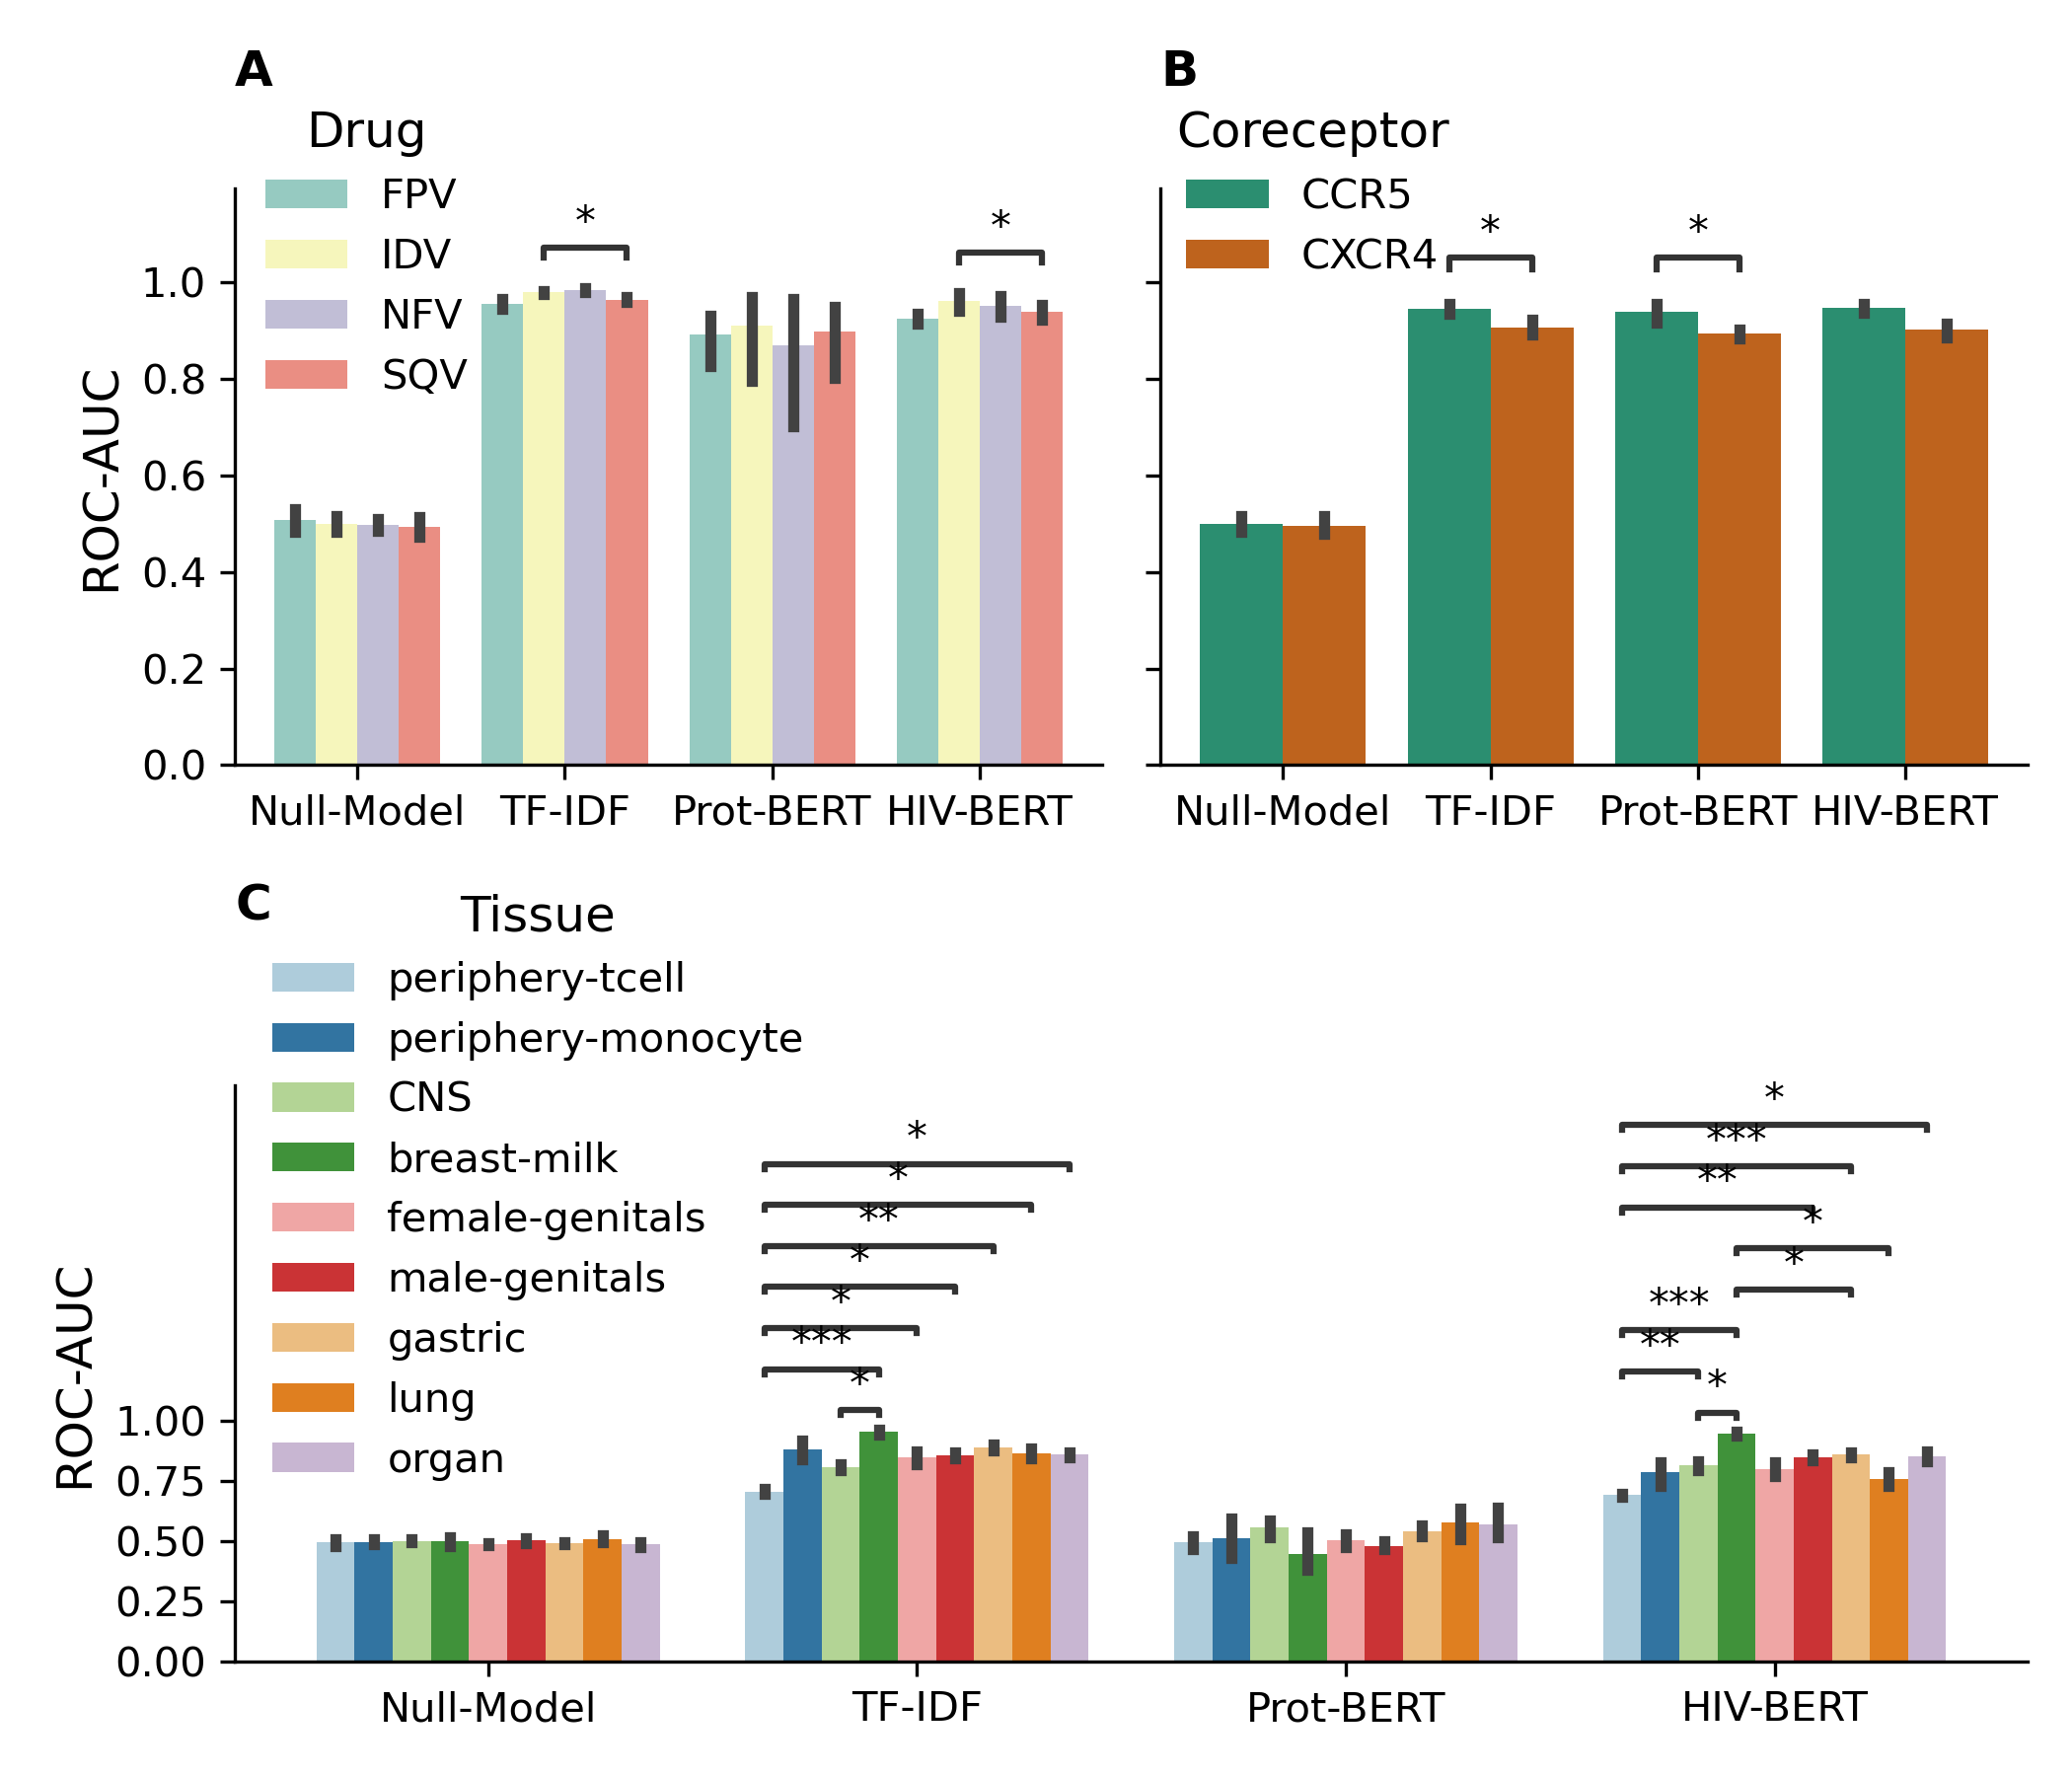 A
Drug
FPV
IDV
NFV
SQV
*
*
ROC-AUC
1.0
0.8
0.6
0.4
0.2
0.0
Null-Model TF-IDF Prot-BERT HIV-BERT
B
Coreceptor
CCR5
CXCR4
*
*
Null-Model TF-IDF Prot-BERT HIV-BERT
C
Tissue
periphery-tcell
periphery-monocyte
CNS
breast-milk
female-genitals
male-genitals
gastric
lung
organ
*
*
**
*
*
***
*
*
***
**
*
*
***
**
*
ROC-AUC
1.00
0.75
0.50
0.25
0.00
Null-Model TF-IDF Prot-BERT HIV-BERT